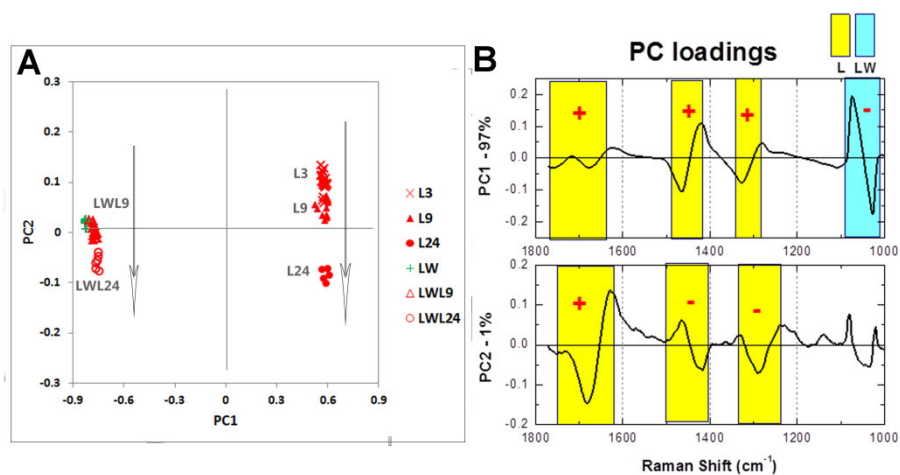 A
0.3
0.2
0.1
0
-0.1
-0.2
-0.3
PC2
-0.9
-0.6
-0.3
0
0.3
0.6
0.9
PC1
LWL9
LWL24
L3
L9
L24
L3
L9
L24
LW
LWL9
LWL24
B
PC loadings
L LW
PC1 - 97%
0.2
0.1
0.0
-0.1
-0.2
+ + + -
1800 1600 1400 1200 1000
PC2 - 1%
0.2
0.1
0.0
-0.1
-0.2
+ - -
1800 1600 1400 1200 1000
Raman Shift (cm⁻¹)